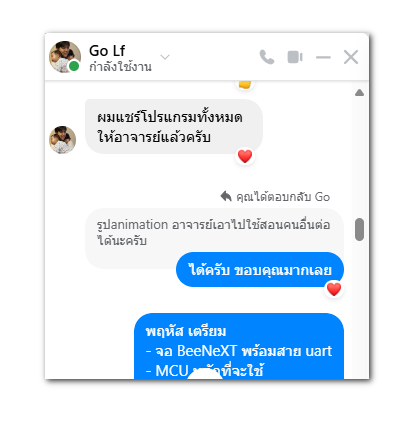 Go Lf
กำลังใช้งาน
ผมแชร์โปรแกรมทั้งหมด
ให้อาจารย์แล้วครับ
คุณได้ตอบกลับ Go
รูปanimation อาจารย์เอาไปใช้สอนคนอื่นต่อ
ได้นะครับ
ได้ครับ ขอบคุณมากเลย
พฤหัส เตรียม
- จอ BeeNeXT พร้อมสาย uart
- MCU ที่จะใช้